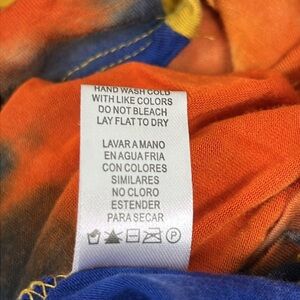 HAND WASH COLD
WITH LIKE COLORS
DO NOT BLEACH
LAY FLAT TO DRY
LAVAR A MANO
EN AGUA FRIA
CON COLORES
SIMILARES
NO CLORO
ESTENDER
PARA SECAR
P